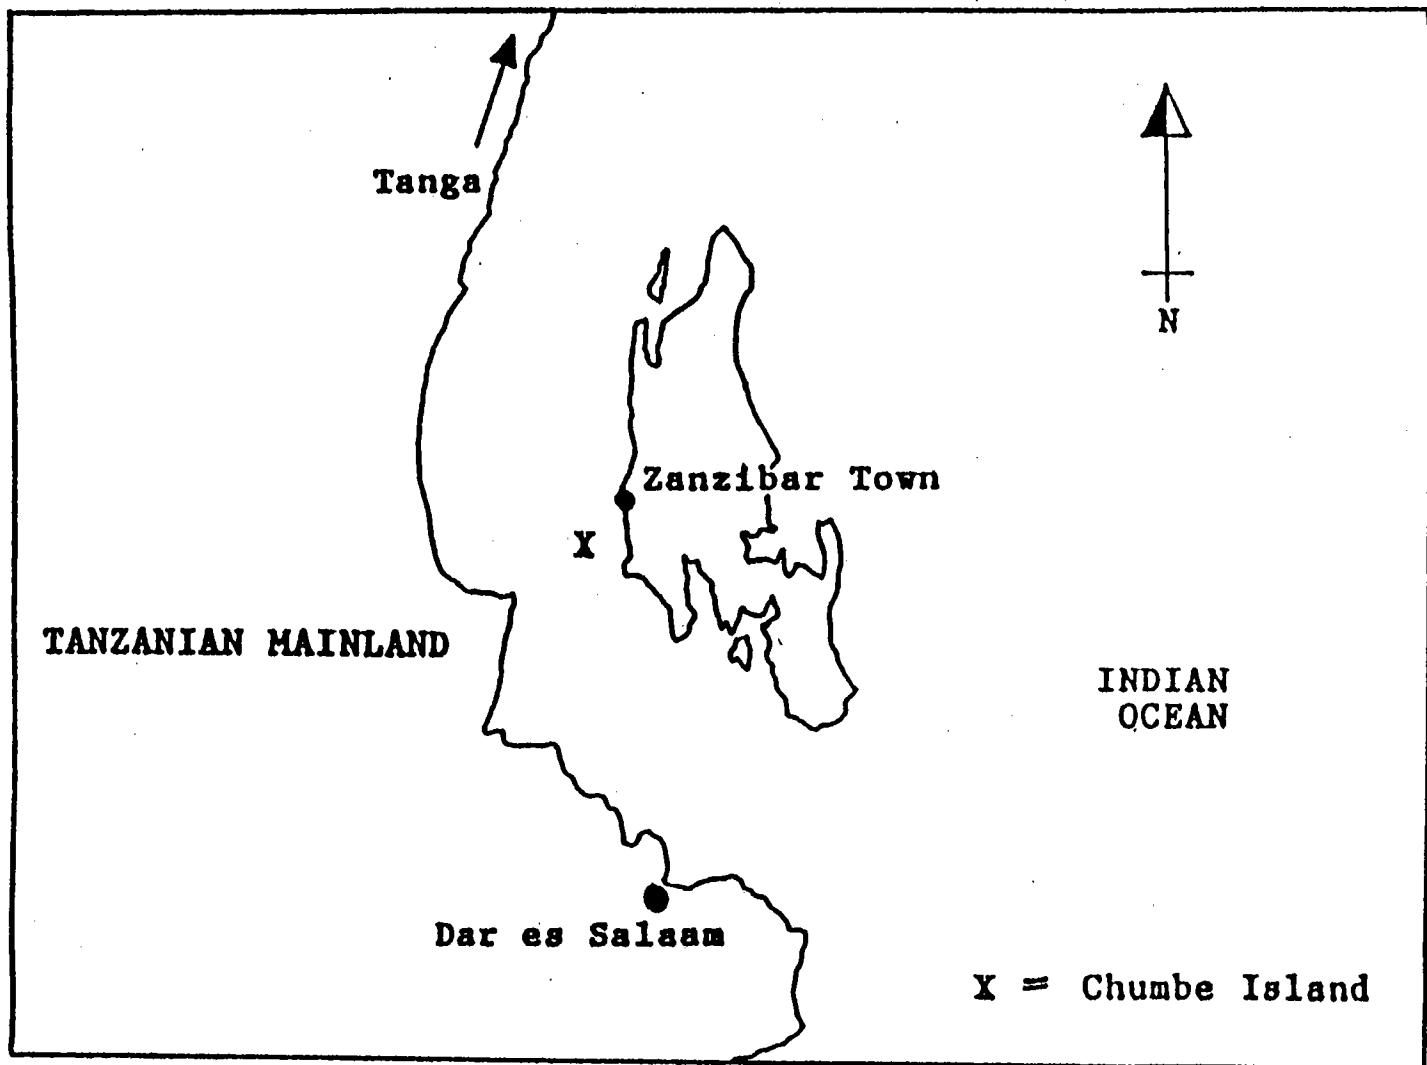 Tanga
N
Zanzibar Town
X
TANZANIAN MAINLAND
INDIAN
OCEAN
Dar es Salaam
X = Chumbe Island